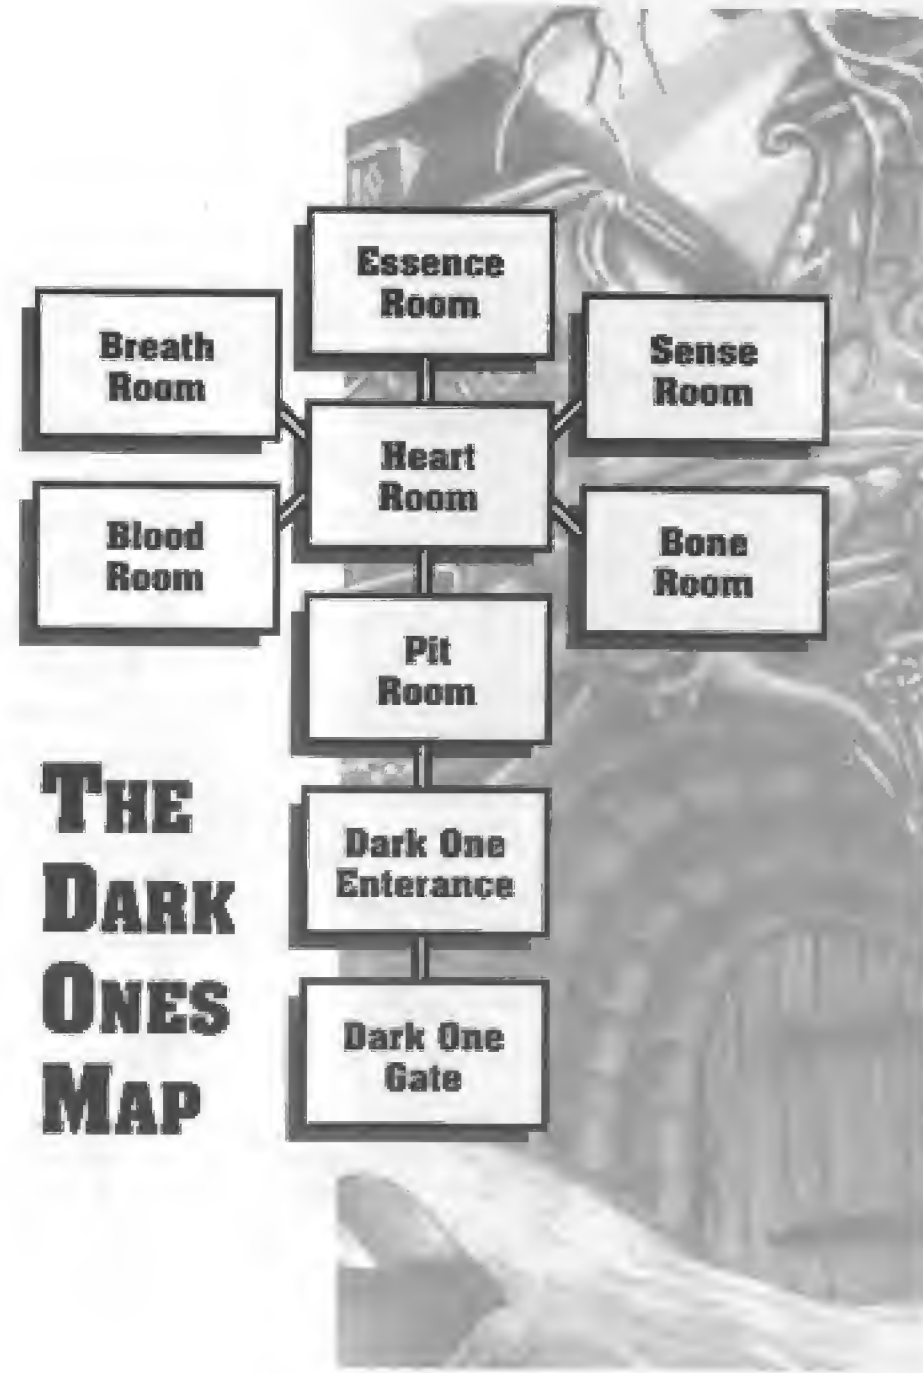 Essence
Room
Breath
Room
Sense
Room
Heart
Room
Blood
Room
Bone
Room
Pit
Room
Dark One
Enterance
Dark One
Gate
THE
DARK
ONES
MAP